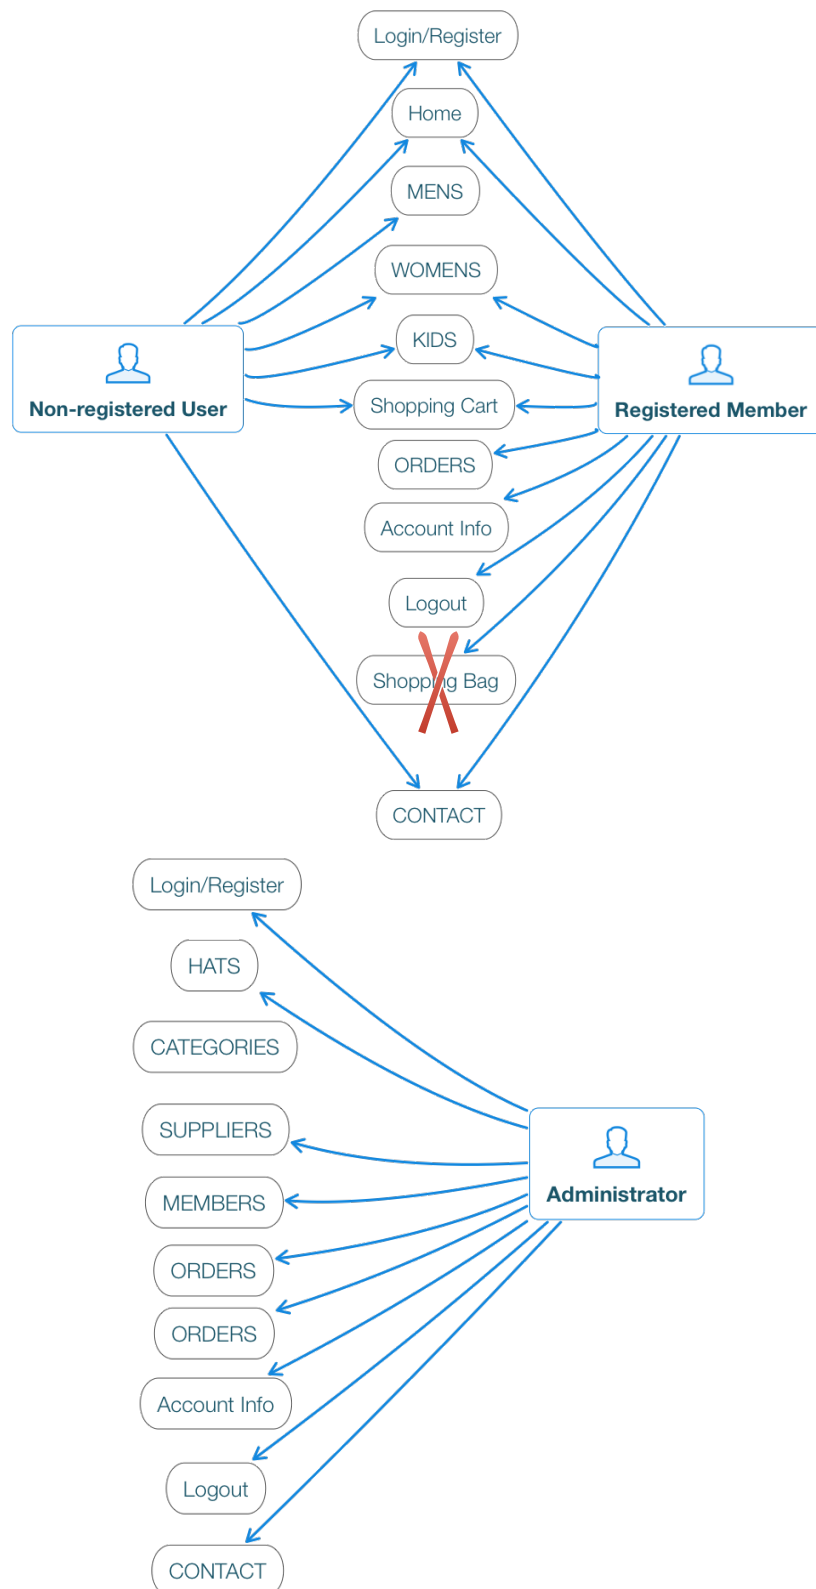 Login/Register
Home
MENS
WOMENS
KIDS
Non-registered User
Registered Member
Shopping Cart
ORDERS
Account Info
Logout
Shopping Bag
CONTACT
Login/Register
HATS
CATEGORIES
SUPPLIERS
Administrator
MEMBERS
ORDERS
ORDERS
Account Info
Logout
CONTACT